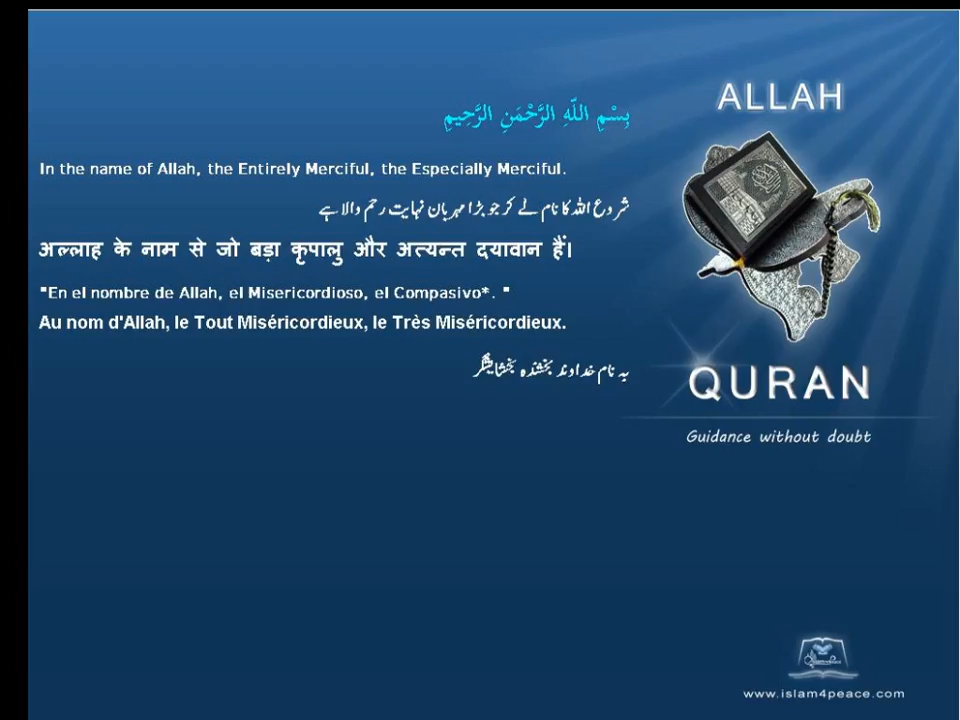 بِسْمِ اللَّهِ الرَّحْمَنِ الرَّحِيمِ
In the name of Allah, the Entirely Merciful, the Especially Merciful.
شروع اللہ کا نام لے کر جو بڑا مہربان نہایت رحم والا ہے
अल्लाह के नाम से जो बड़ा कृपालु और अत्यन्त दयावान हैं।
"En el nombre de Allah, el Misericordioso, el Compasivo*. "
Au nom d'Allah, le Tout Miséricordieux, le Très Miséricordieux.
به نام خداوند بخشنده بخشایشگر
ALLAH
QURAN
Guidance without doubt
www.islam4peace.com